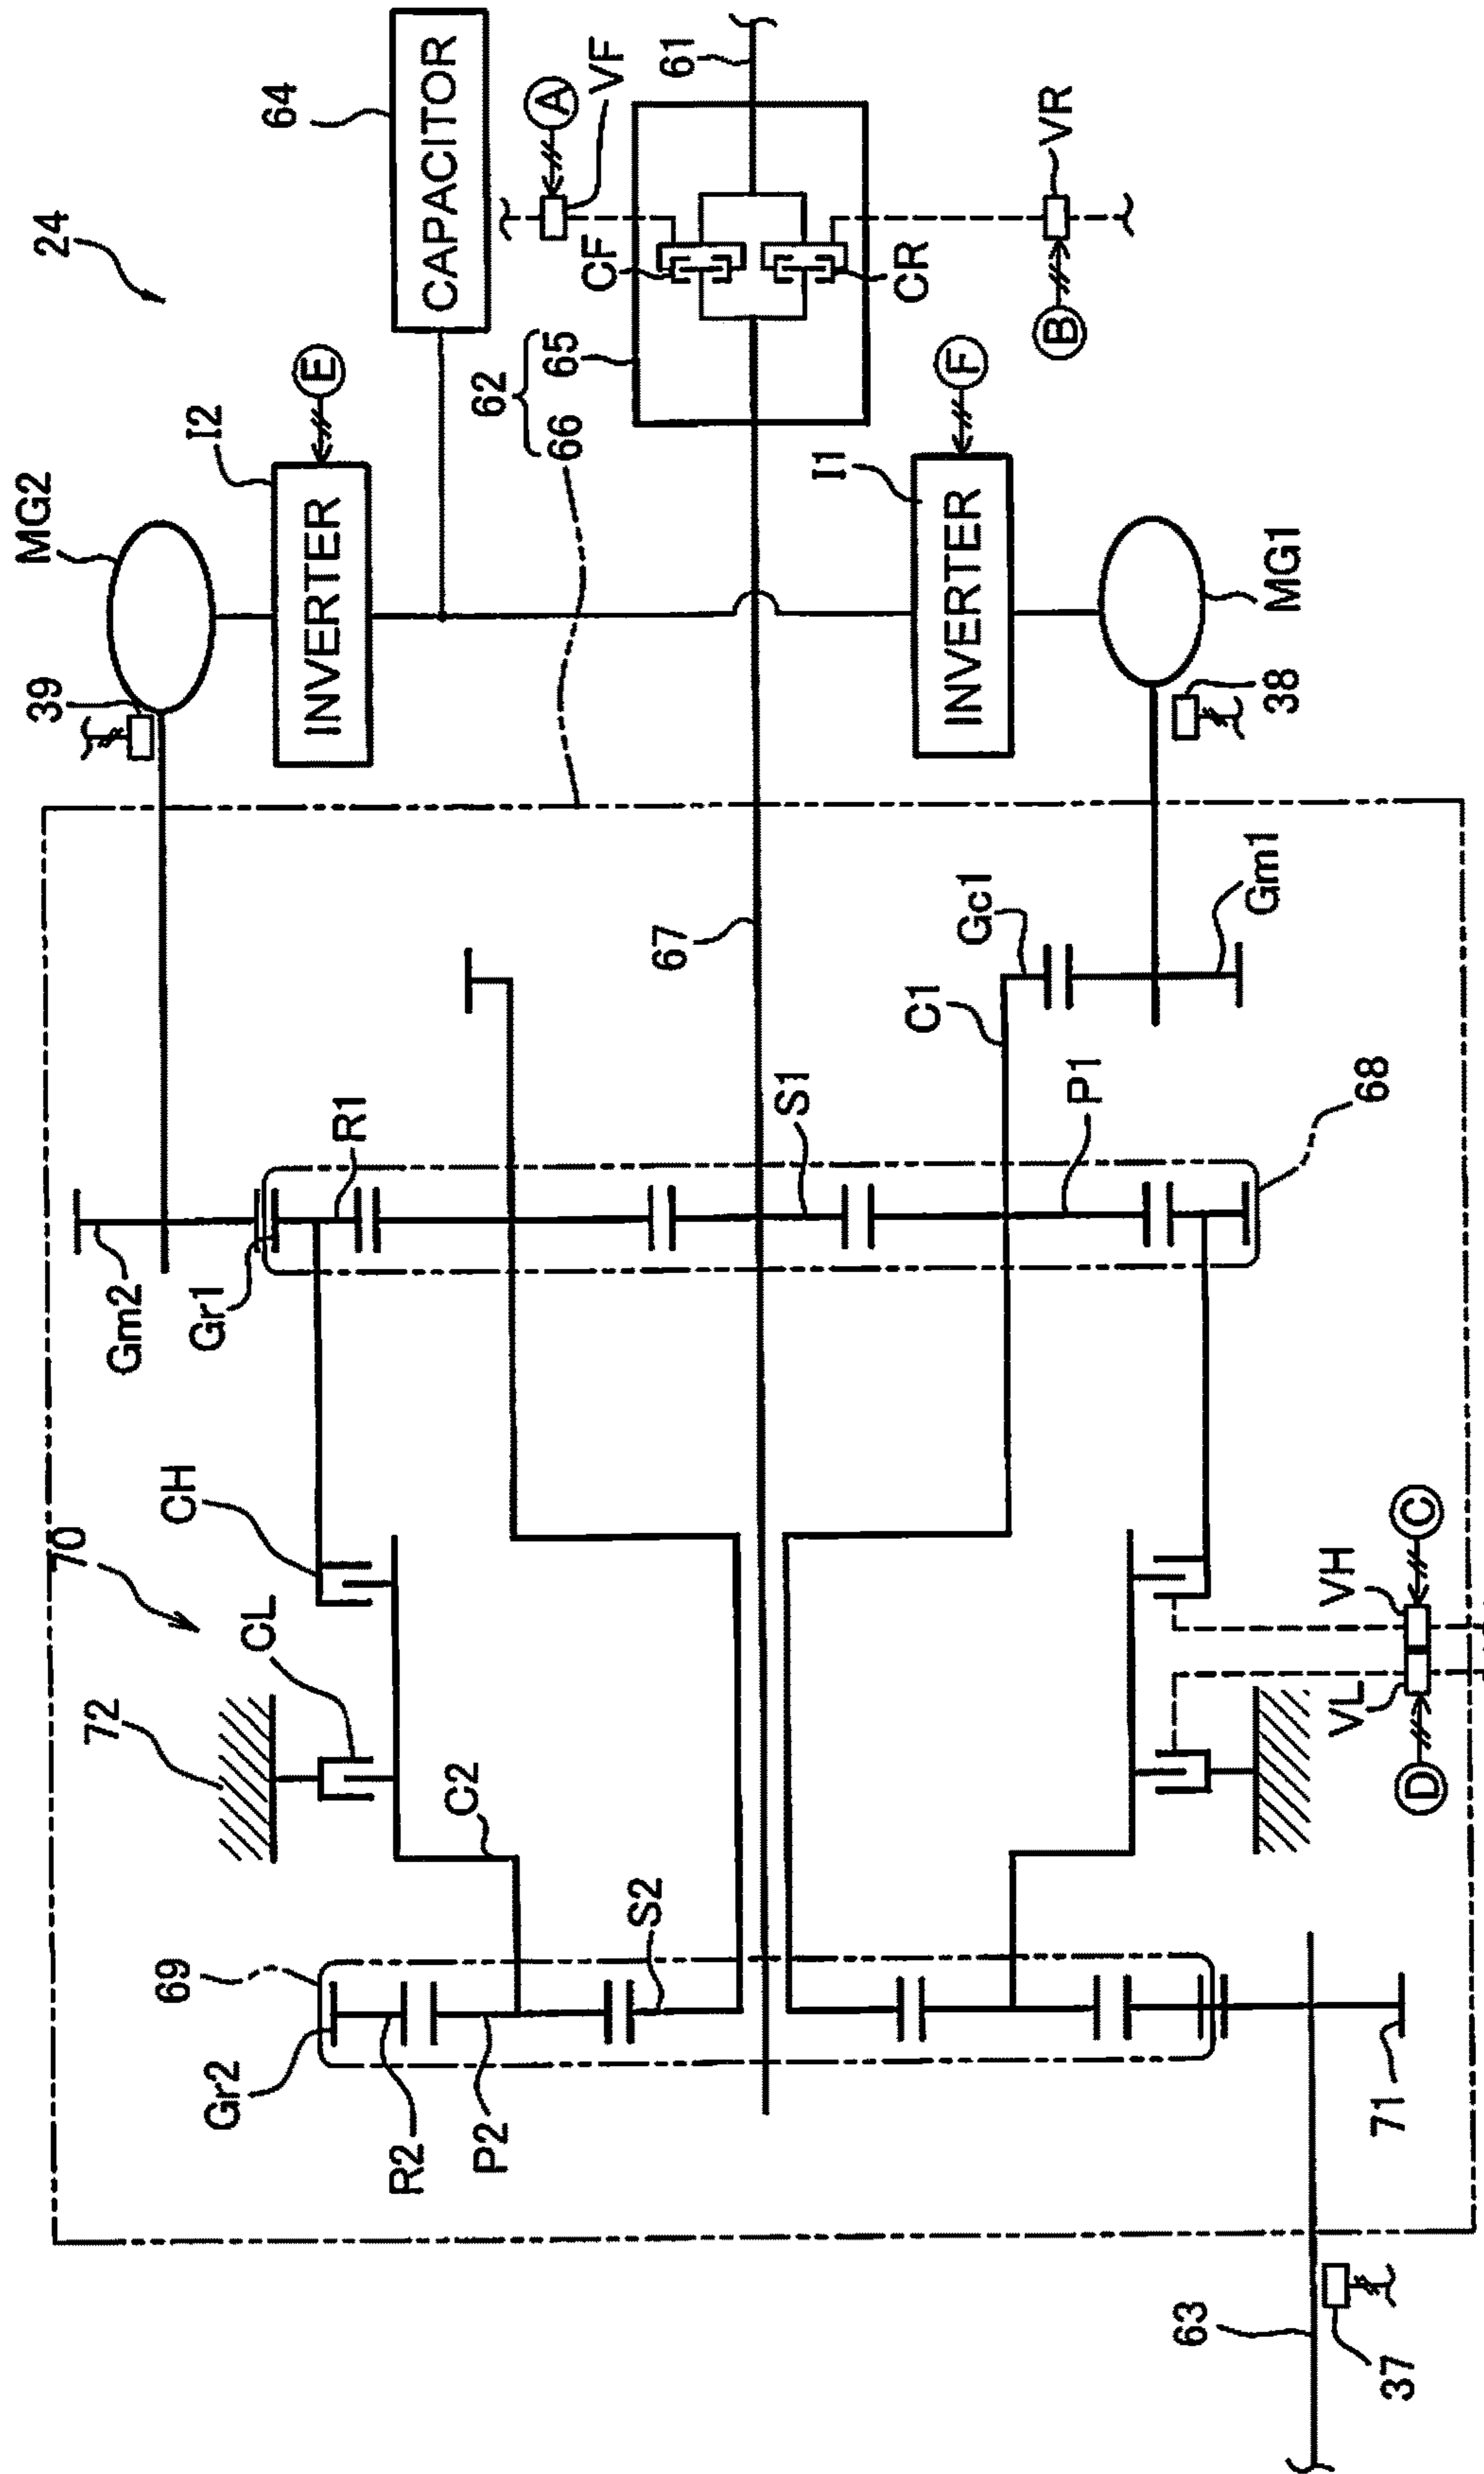 24
64
CAPACITOR
61
VF
A
VR
CF
CR
B
62
65
66
E
I2
INVERTER
MG2
39
F
I1
INVERTER
MG1
38
67
Gc1
Gm1
C1
S1
P1
R1
68
Gm2
Gr1
CH
70
CL
72
C2
VH
C
VL
D
S2
69
Gr2
R2
P2
71
63
37